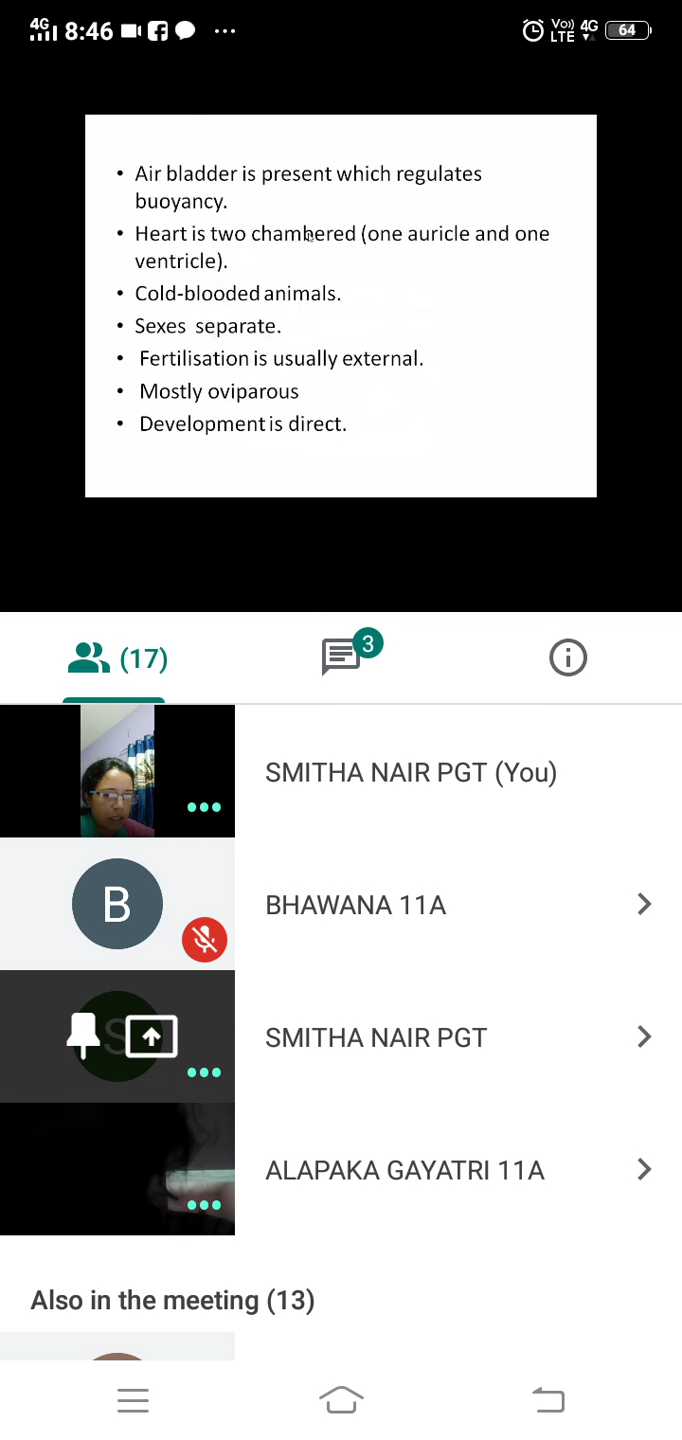 4G 8:46 ... Vo) LTE 4G 64
• Air bladder is present which regulates
buoyancy.
• Heart is two chambered (one auricle and one
ventricle).
• Cold-blooded animals.
• Sexes separate.
• Fertilisation is usually external.
• Mostly oviparous
• Development is direct.
(17) 3
SMITHA NAIR PGT (You)
B
BHAWANA 11A
S
SMITHA NAIR PGT
ALAPAKA GAYATRI 11A
Also in the meeting (13)